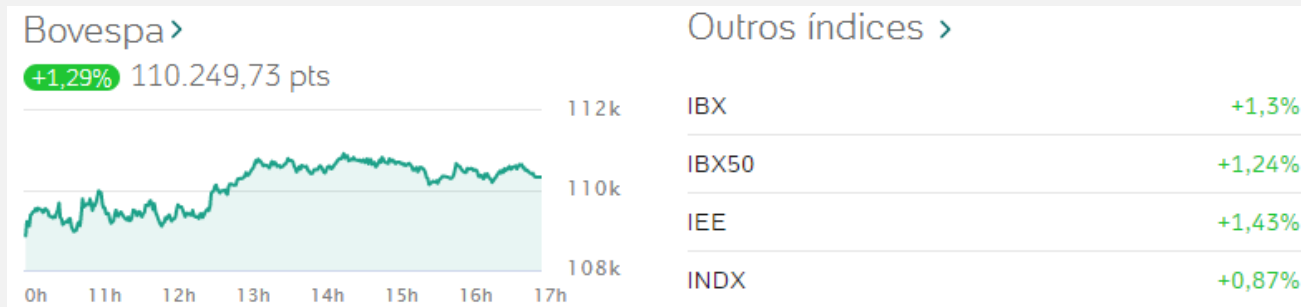 Bovespa >
+1,29% 110.249,73 pts
112k
110k
108k
0h 11h 12h 13h 14h 15h 16h 17h
Outros índices >
IBX +1,3%
IBX50 +1,24%
IEE +1,43%
INDX +0,87%